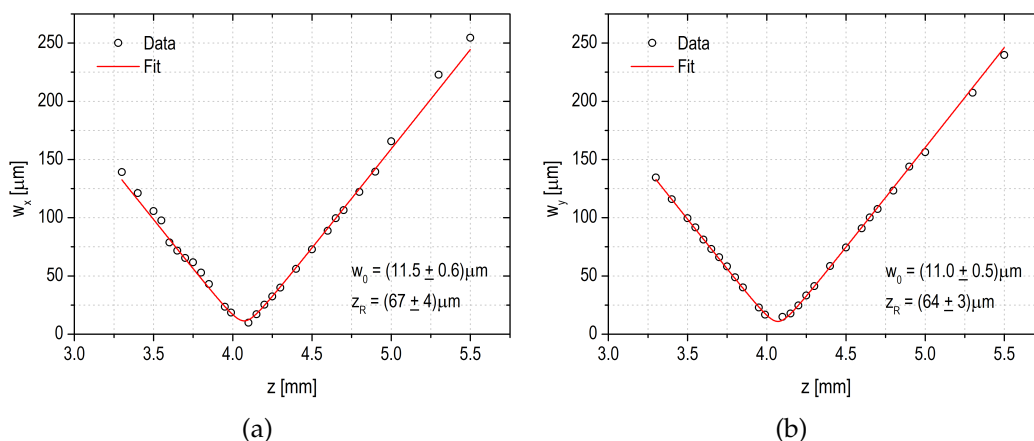 250
200
150
100
50
0
wₓ [μm]
Data
Fit
w₀ = (11.5 ± 0.6)μm
z_R = (67 ± 4)μm
3.0 3.5 4.0 4.5 5.0 5.5
z [mm]
(a)
250
200
150
100
50
0
w_y [μm]
Data
Fit
w₀ = (11.0 ± 0.5)μm
z_R = (64 ± 3)μm
3.0 3.5 4.0 4.5 5.0 5.5
z [mm]
(b)